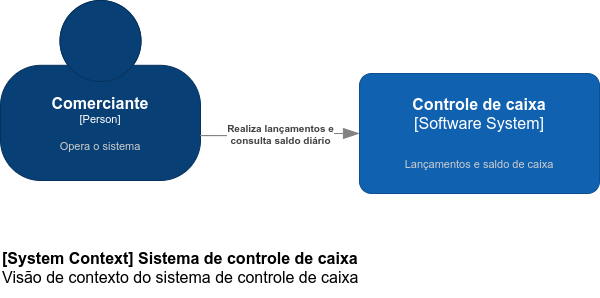 Comerciante
[Person]
Opera o sistema
Realiza lançamentos e
consulta saldo diário
Controle de caixa
[Software System]
Lançamentos e saldo de caixa
[System Context] Sistema de controle de caixa
Visão de contexto do sistema de controle de caixa